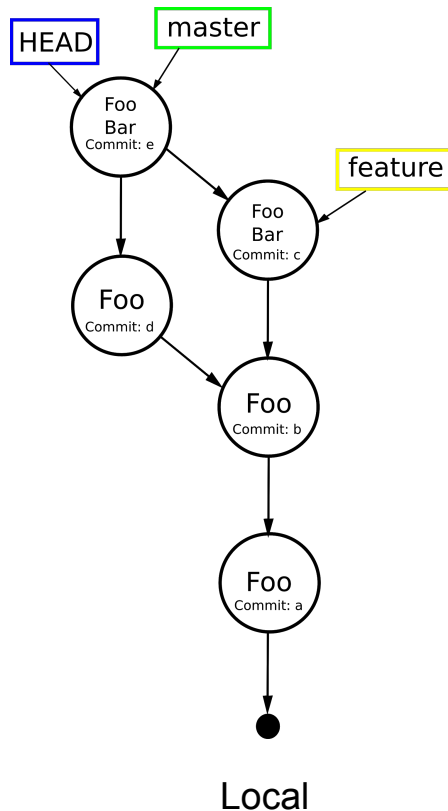 HEAD
master
Foo
Bar
Commit: e
feature
Foo
Bar
Commit: c
Foo
Commit: d
Foo
Commit: b
Foo
Commit: a
Local